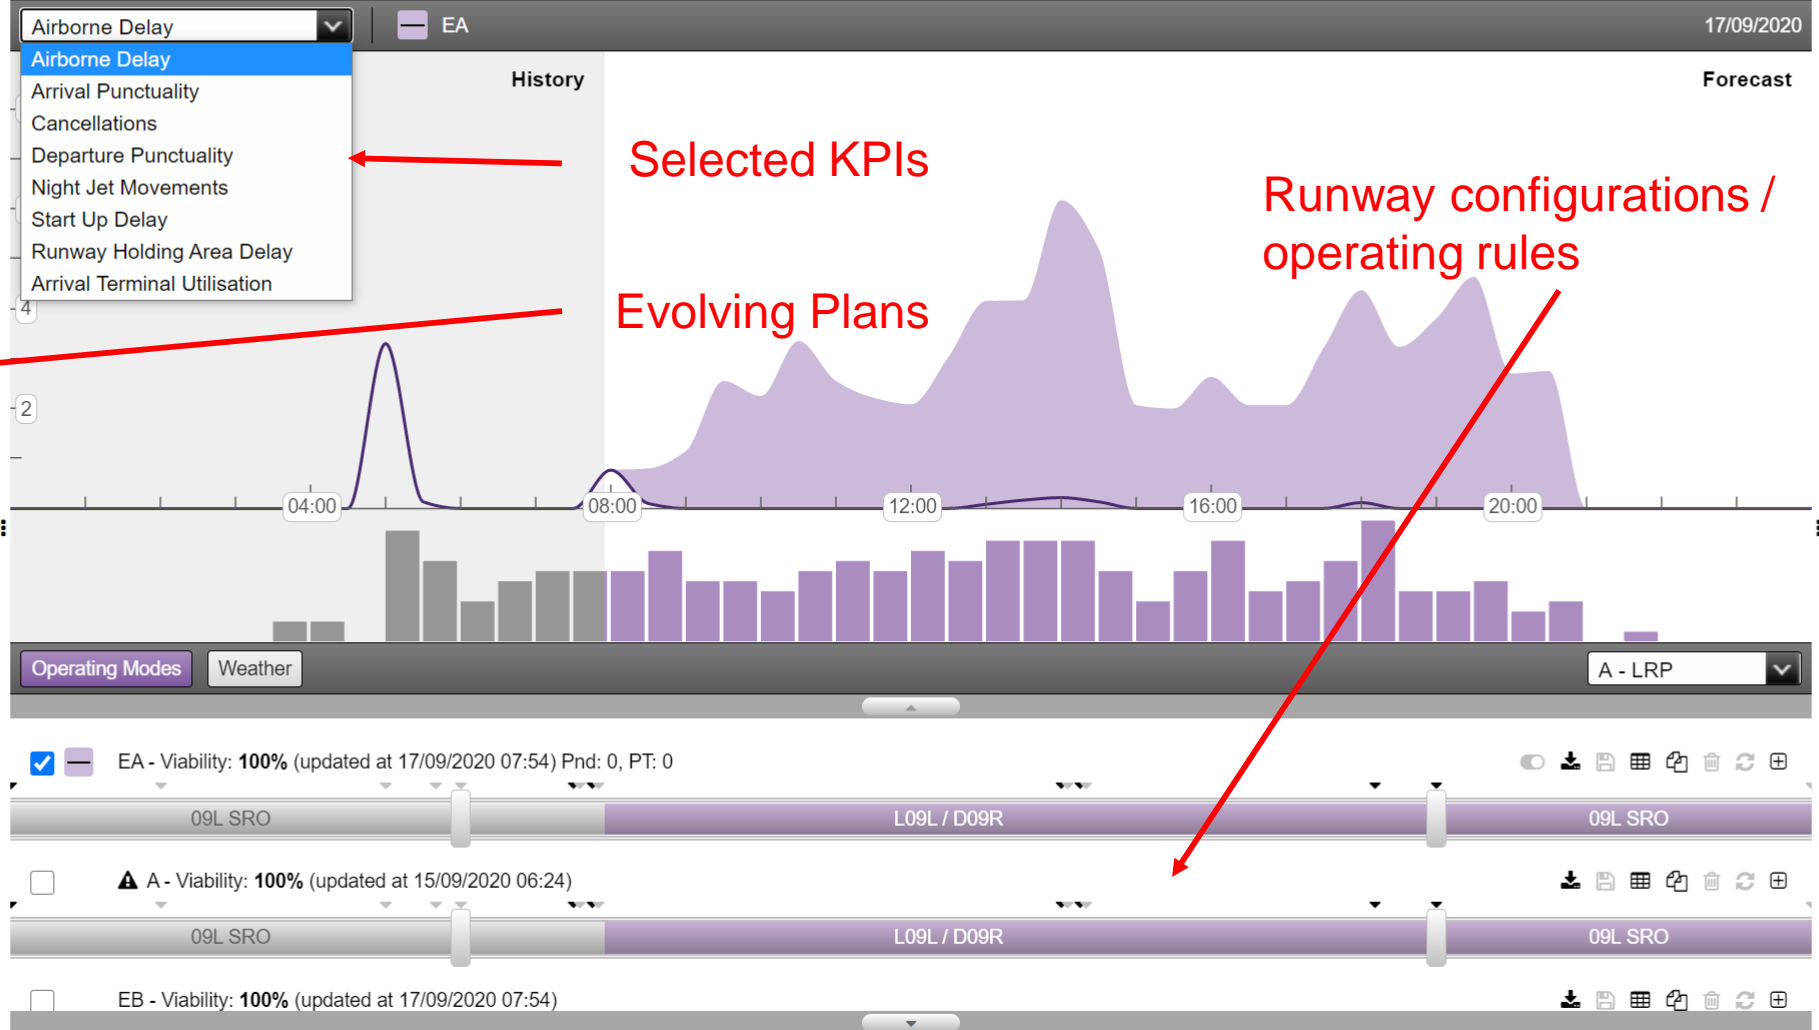 Airborne Delay
EA
17/09/2020
Airborne Delay
Arrival Punctuality
Cancellations
Departure Punctuality
Night Jet Movements
Start Up Delay
Runway Holding Area Delay
Arrival Terminal Utilisation
History
Forecast
Selected KPIs
Runway configurations /
operating rules
Evolving Plans
4
2
04:00
08:00
12:00
16:00
20:00
Operating Modes
Weather
A - LRP
EA - Viability: 100% (updated at 17/09/2020 07:54) Pnd: 0, PT: 0
09L SRO
L09L / D09R
09L SRO
A - Viability: 100% (updated at 15/09/2020 06:24)
09L SRO
L09L / D09R
09L SRO
EB - Viability: 100% (updated at 17/09/2020 07:54)